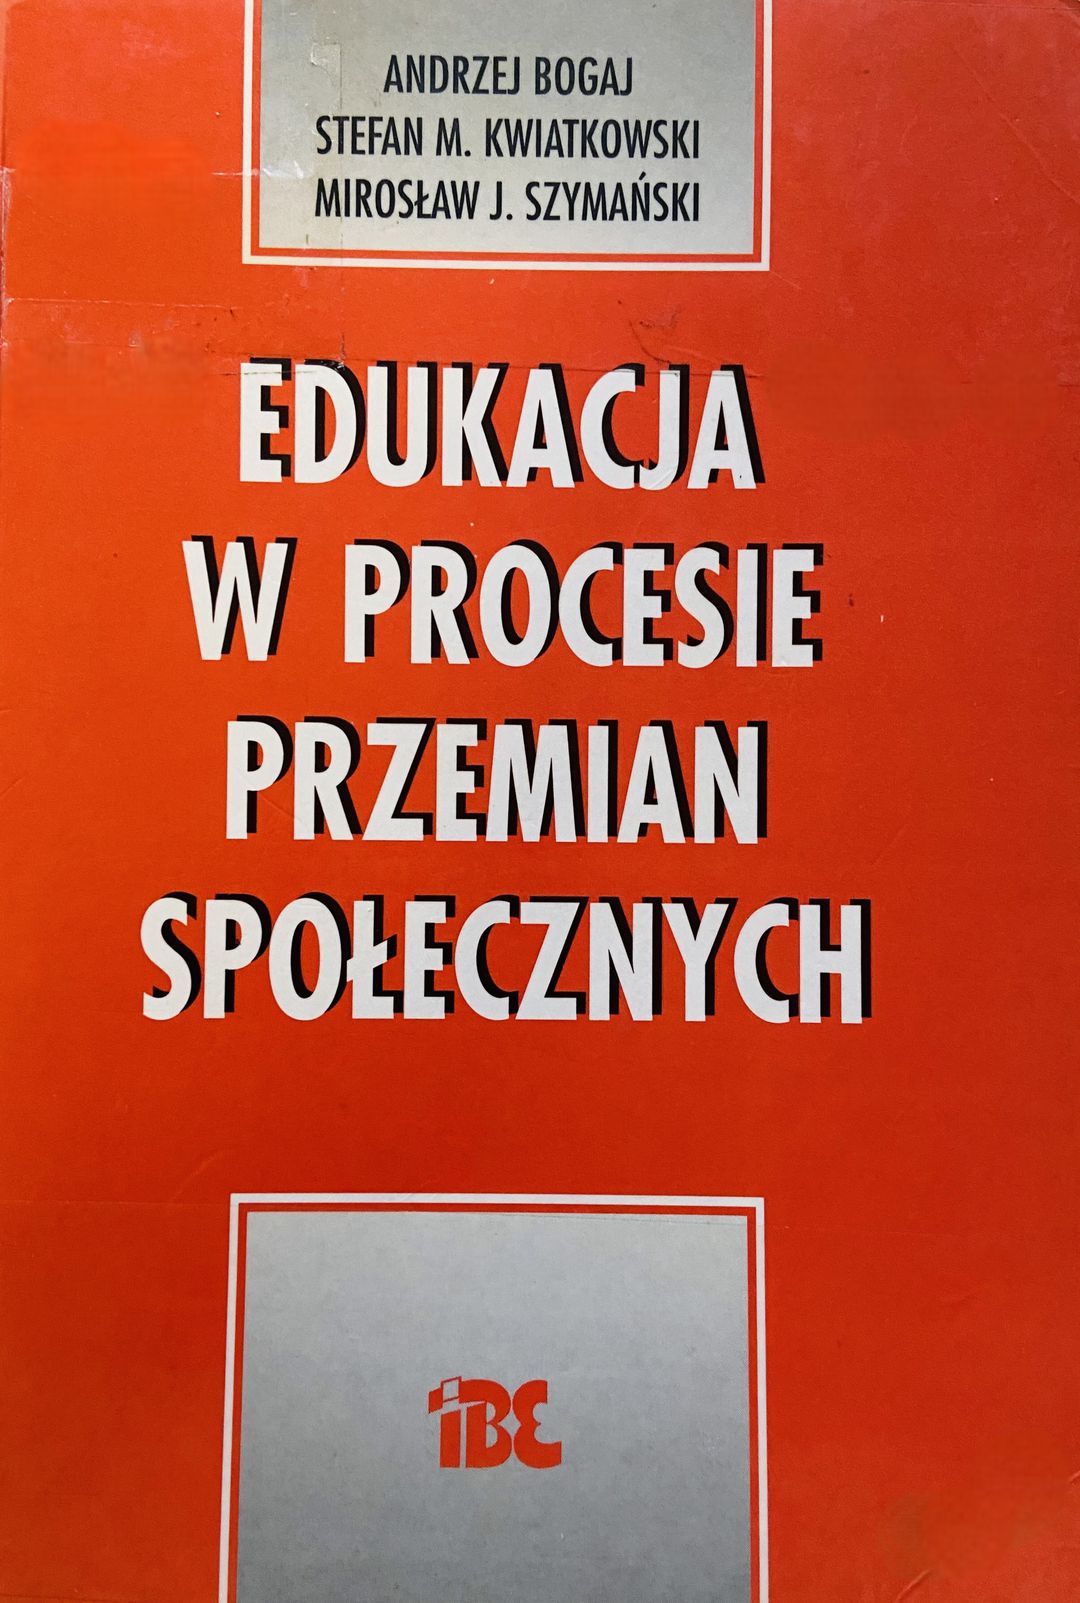 ANDRZEJ BOGAJ
STEFAN M. KWIATKOWSKI
MIROSŁAW J. SZYMAŃSKI
EDUKACJA
W PROCESIE
PRZEMIAN
SPOŁECZNYCH
iBE